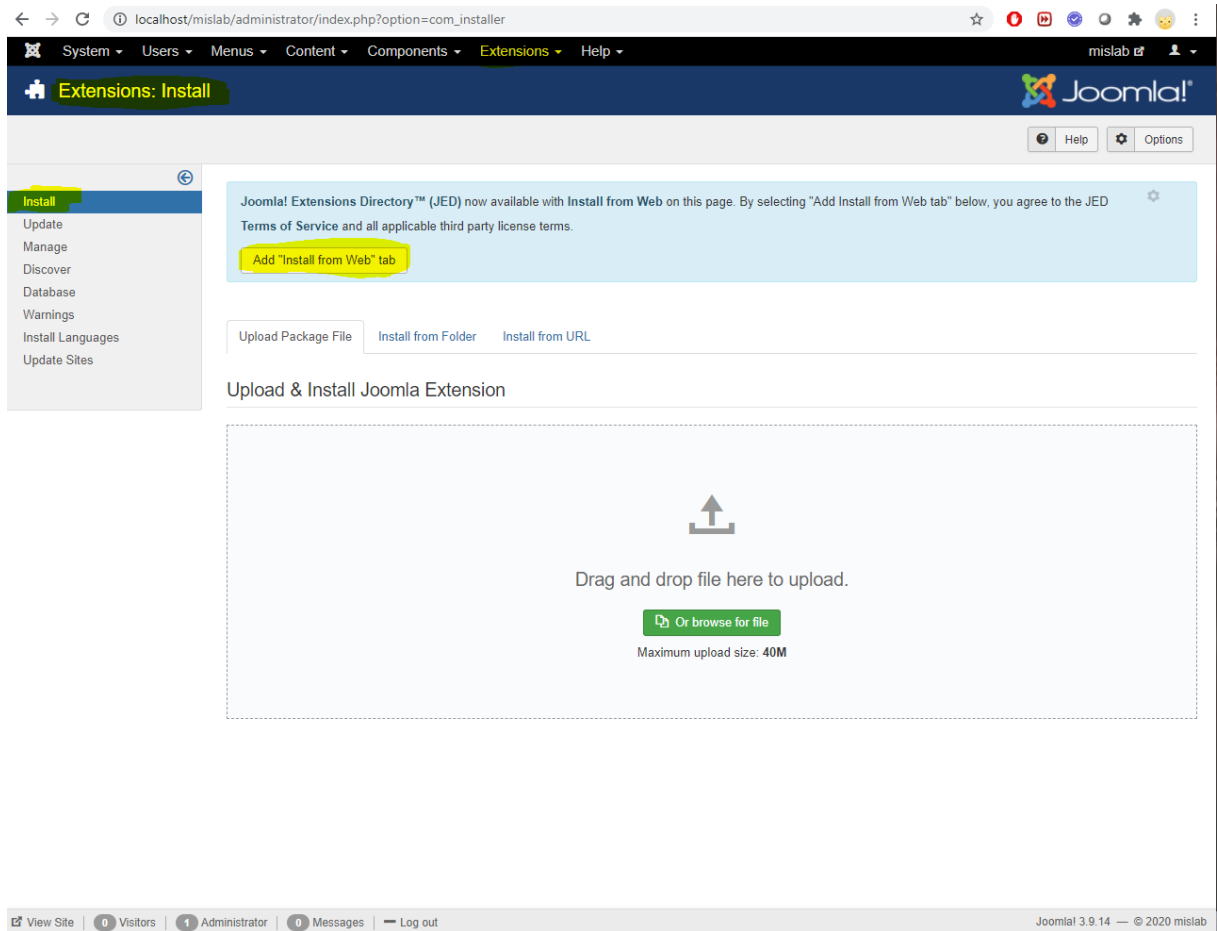 localhost/mislab/administrator/index.php?option=com_installer
System Users Menus Content Components Extensions Help mislab
Extensions: Install Joomla!®
Help Options
Install
Update
Manage
Discover
Database
Warnings
Install Languages
Update Sites
Joomla! Extensions Directory™ (JED) now available with Install from Web on this page. By selecting "Add Install from Web tab" below, you agree to the JED
Terms of Service and all applicable third party license terms.
Add "Install from Web" tab
Upload Package File Install from Folder Install from URL
Upload & Install Joomla Extension
Drag and drop file here to upload.
Or browse for file
Maximum upload size: 40M
View Site 0 Visitors 1 Administrator 0 Messages Log out Joomla! 3.9.14 — © 2020 mislab